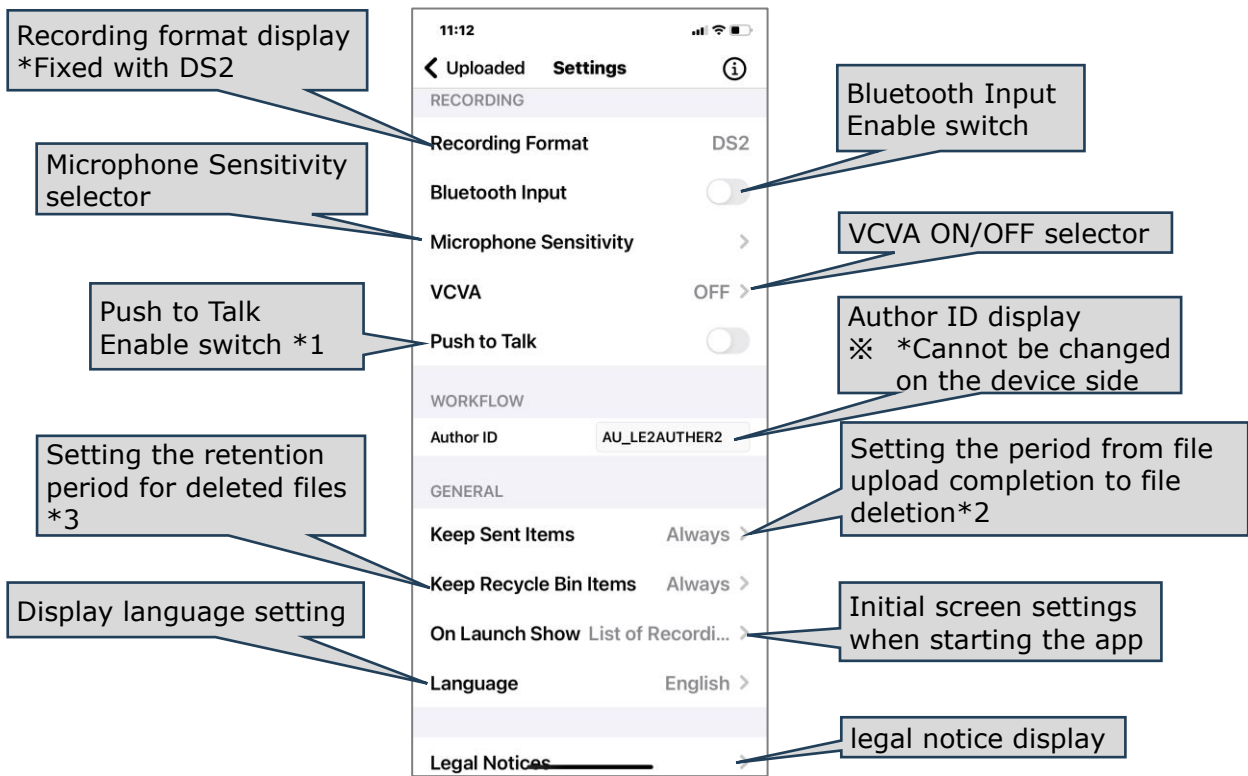 Recording format display
*Fixed with DS2
Microphone Sensitivity
selector
Push to Talk
Enable switch *1
Setting the retention
period for deleted files
*3
Display language setting
11:12
Uploaded Settings
RECORDING
Recording Format DS2
Bluetooth Input
Microphone Sensitivity
VCVA OFF
Push to Talk
WORKFLOW
Author ID AU_LE2AUTHER2
GENERAL
Keep Sent Items Always
Keep Recycle Bin Items Always
On Launch Show List of Recordi...
Language English
Legal Notices
Bluetooth Input
Enable switch
VCVA ON/OFF selector
Author ID display
※ *Cannot be changed
on the device side
Setting the period from file
upload completion to file
deletion*2
Initial screen settings
when starting the app
legal notice display